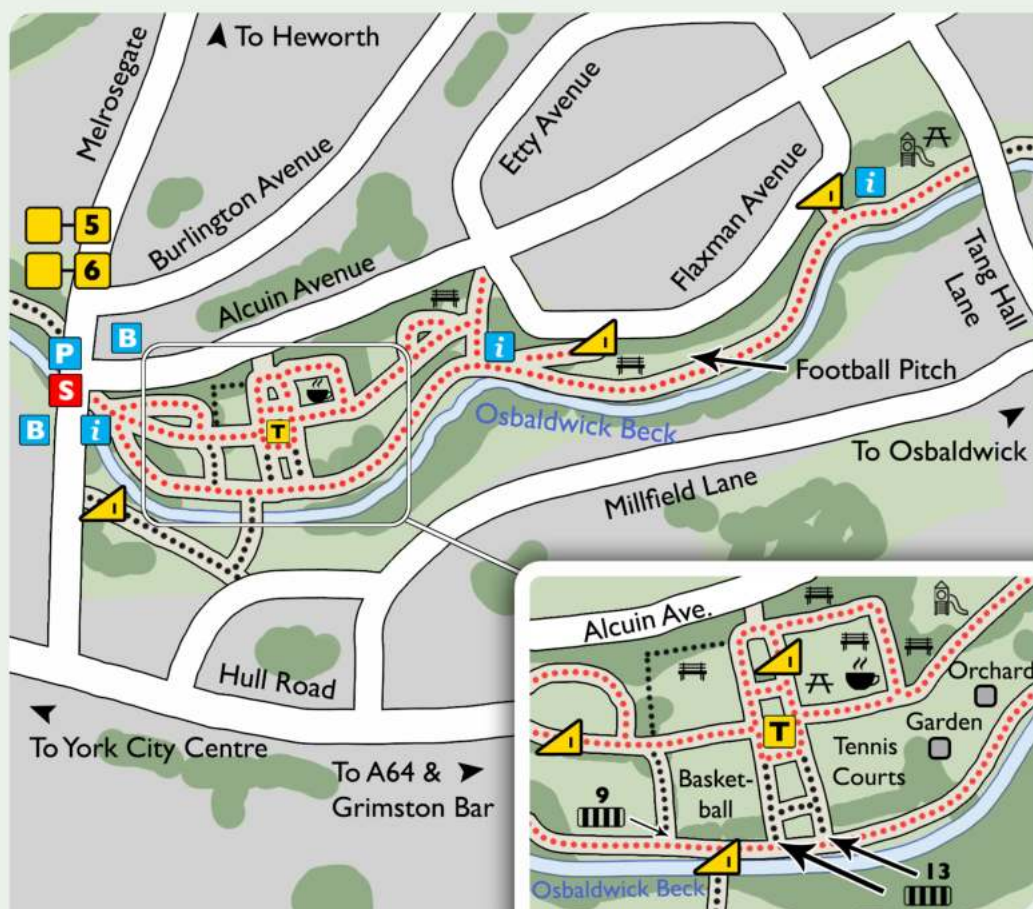 To Heworth
Melrosegate
Burlington Avenue
Etty Avenue
Alcuin Avenue
Flaxman Avenue
5
6
B
P
S
B
i
T
i
I
I
i
I
Tang Hall
Lane
Football Pitch
Osbaldwick Beck
To Osbaldwick
Millfield Lane
Hull Road
To York City Centre
To A64 &
Grimston Bar
Alcuin Ave.
I
I
T
Orchard
Garden
Tennis
Courts
Basket-
ball
9
I
13
Osbaldwick Beck